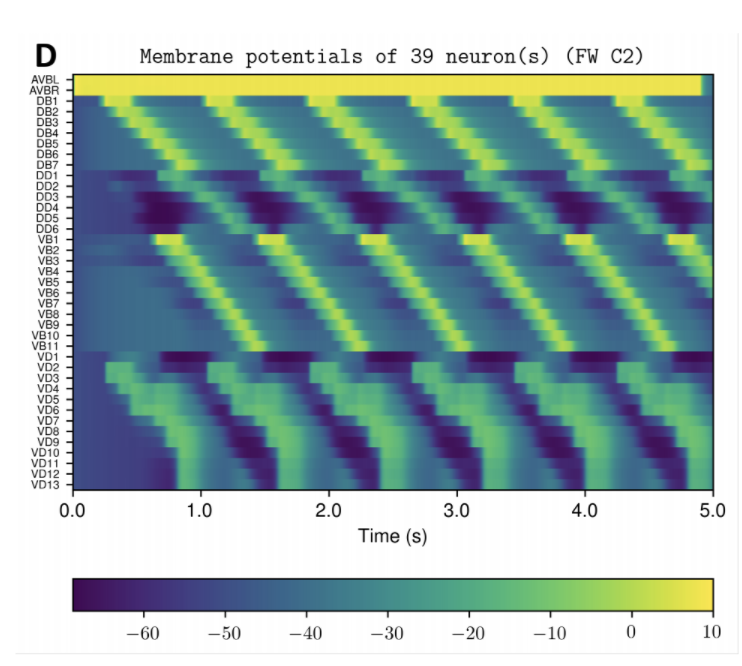 D
Membrane potentials of 39 neuron(s) (FW C2)
AVBL
AVBR
DB1
DB2
DB3
DB4
DB5
DB6
DB7
DD1
DD2
DD3
DD4
DD5
DD6
VB1
VB2
VB3
VB4
VB5
VB6
VB7
VB8
VB9
VB10
VB11
VD1
VD2
VD3
VD4
VD5
VD6
VD7
VD8
VD9
VD10
VD11
VD12
VD13
0.0 1.0 2.0 3.0 4.0 5.0
Time (s)
−60 −50 −40 −30 −20 −10 0 10